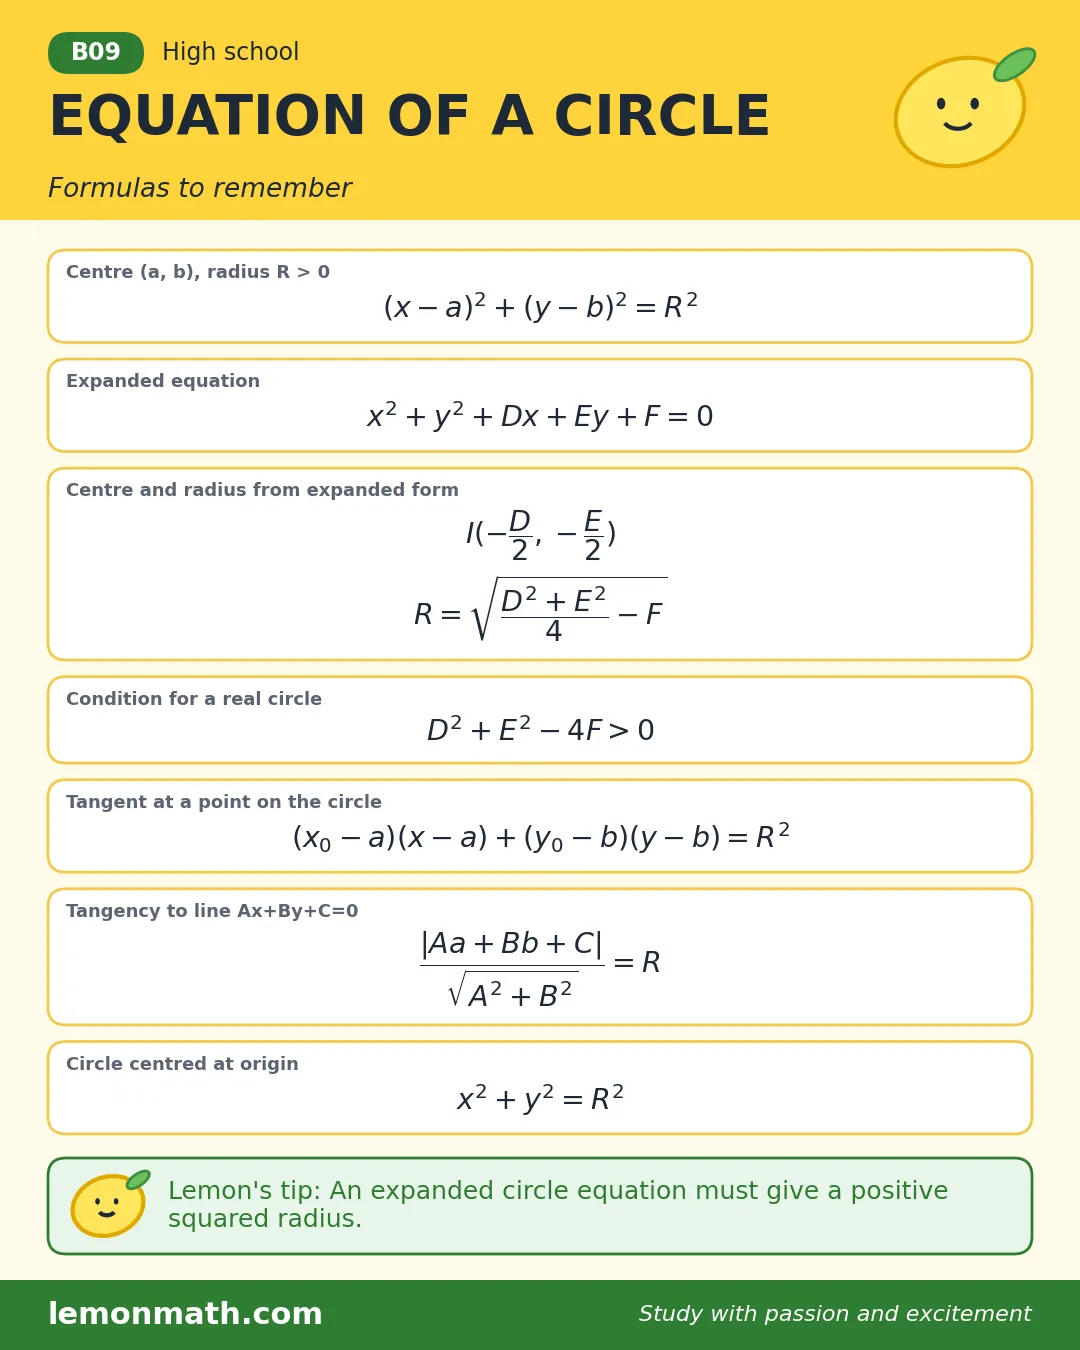 B09 High school
EQUATION OF A CIRCLE
Formulas to remember
Centre (a, b), radius R > 0
(x − a)² + (y − b)² = R²
Expanded equation
x² + y² + Dx + Ey + F = 0
Centre and radius from expanded form
I(−D/2, −E/2)
R = √((D² + E²)/4 − F)
Condition for a real circle
D² + E² − 4F > 0
Tangent at a point on the circle
(x₀ − a)(x − a) + (y₀ − b)(y − b) = R²
Tangency to line Ax+By+C=0
|Aa + Bb + C|/√(A² + B²) = R
Circle centred at origin
x² + y² = R²
Lemon's tip: An expanded circle equation must give a positive
squared radius.
lemonmath.com
Study with passion and excitement